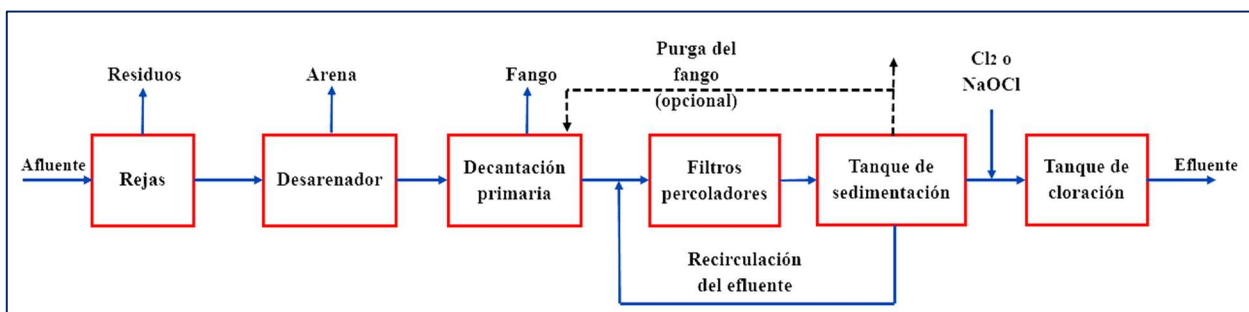 Residuos
Arena
Fango
Purga del
fango
(opcional)
Cl₂ o
NaOCl
Afluente
Rejas
Desarenador
Decantación
primaria
Filtros
percoladores
Tanque de
sedimentación
Tanque de
cloración
Efluente
Recirculación
del efluente